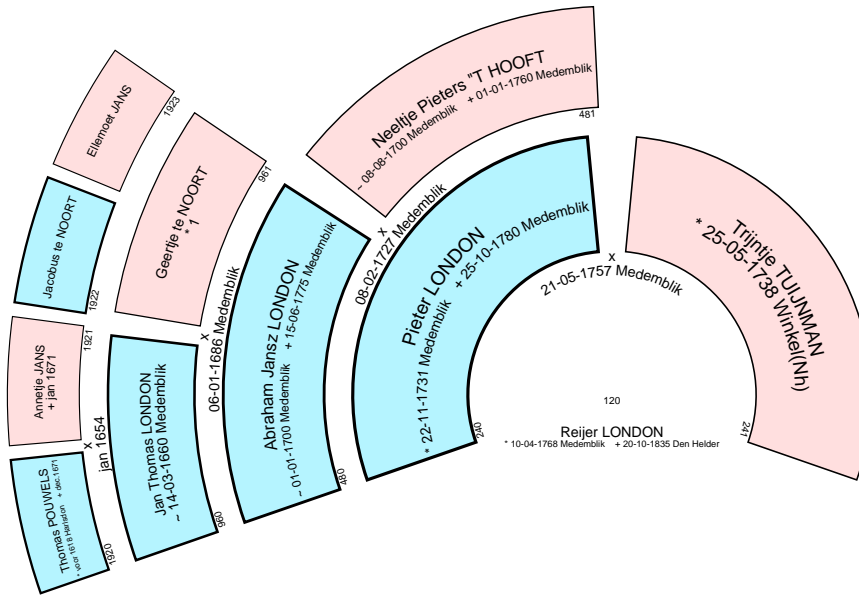 Ellemoet JANS
1923
Jacobus te NOORT
1922
Annetje JANS
+ jan 1671
1921
x
jan 1654
Thomas POUWELS
* voor 1618 Harlsdon + dec.1671
1920
Geertje te NOORT
* 1
961
x
06-01-1686 Medemblik
Jan Thomas LONDON
~ 14-03-1660 Medemblik
960
Neeltje Pieters "T HOOFT
~ 08-08-1700 Medemblik + 01-01-1760 Medemblik
481
x
08-02-1727 Medemblik
Abraham Jansz LONDON
~ 01-01-1700 Medemblik + 15-06-1775 Medemblik
480
Pieter LONDON
* 22-11-1731 Medemblik + 25-10-1780 Medemblik
240
x
21-05-1757 Medemblik
Trijntje TUIJNMAN
* 25-05-1738 Winkel(Nh)
241
120
Reijer LONDON
* 10-04-1768 Medemblik + 20-10-1835 Den Helder